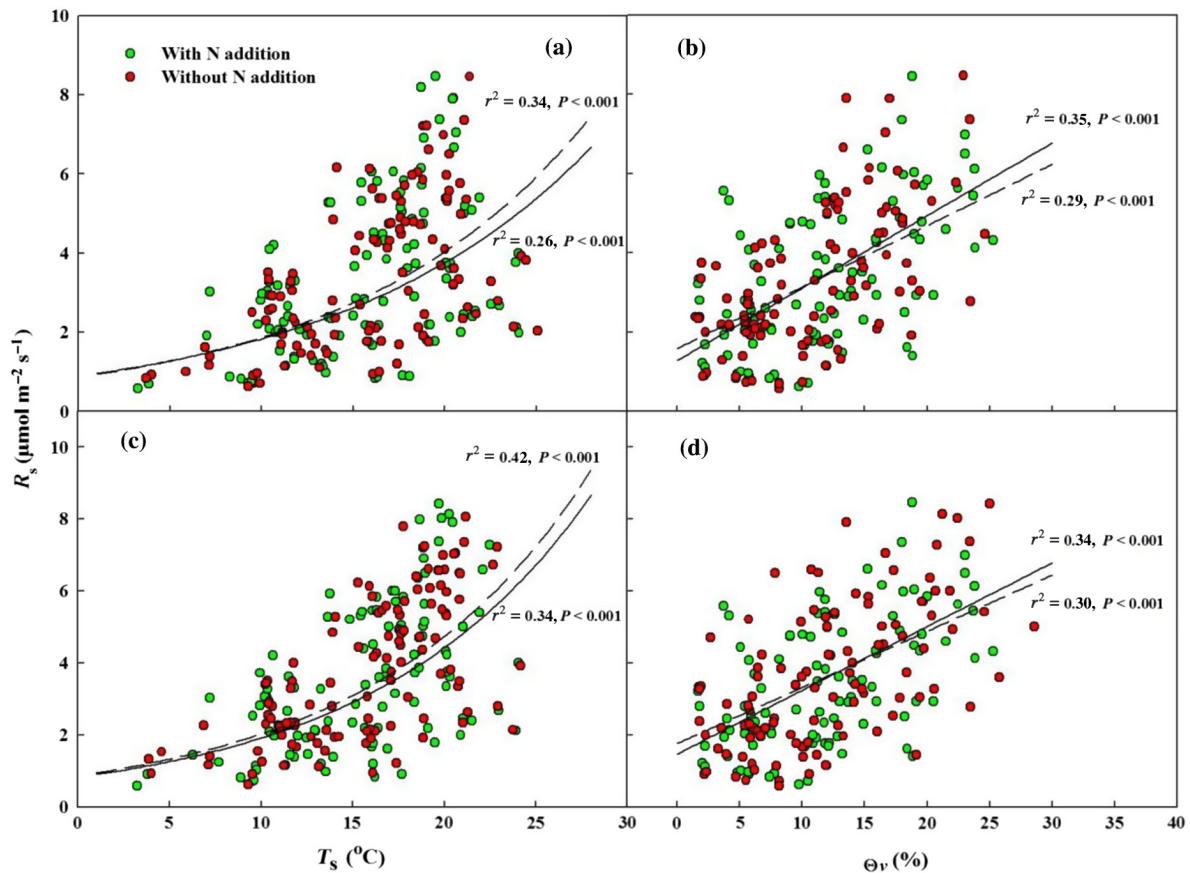 10
8
6
4
2
0
With N addition
Without N addition
(a)
r² = 0.34, P < 0.001
r² = 0.26, P < 0.001
(b)
r² = 0.35, P < 0.001
r² = 0.29, P < 0.001
Rs (μmol m⁻² s⁻¹)
10
8
6
4
2
0
(c)
r² = 0.42, P < 0.001
r² = 0.34, P < 0.001
(d)
r² = 0.34, P < 0.001
r² = 0.30, P < 0.001
0 5 10 15 20 25 30
0 5 10 15 20 25 30 35 40
Ts (°C)
Θv (%)